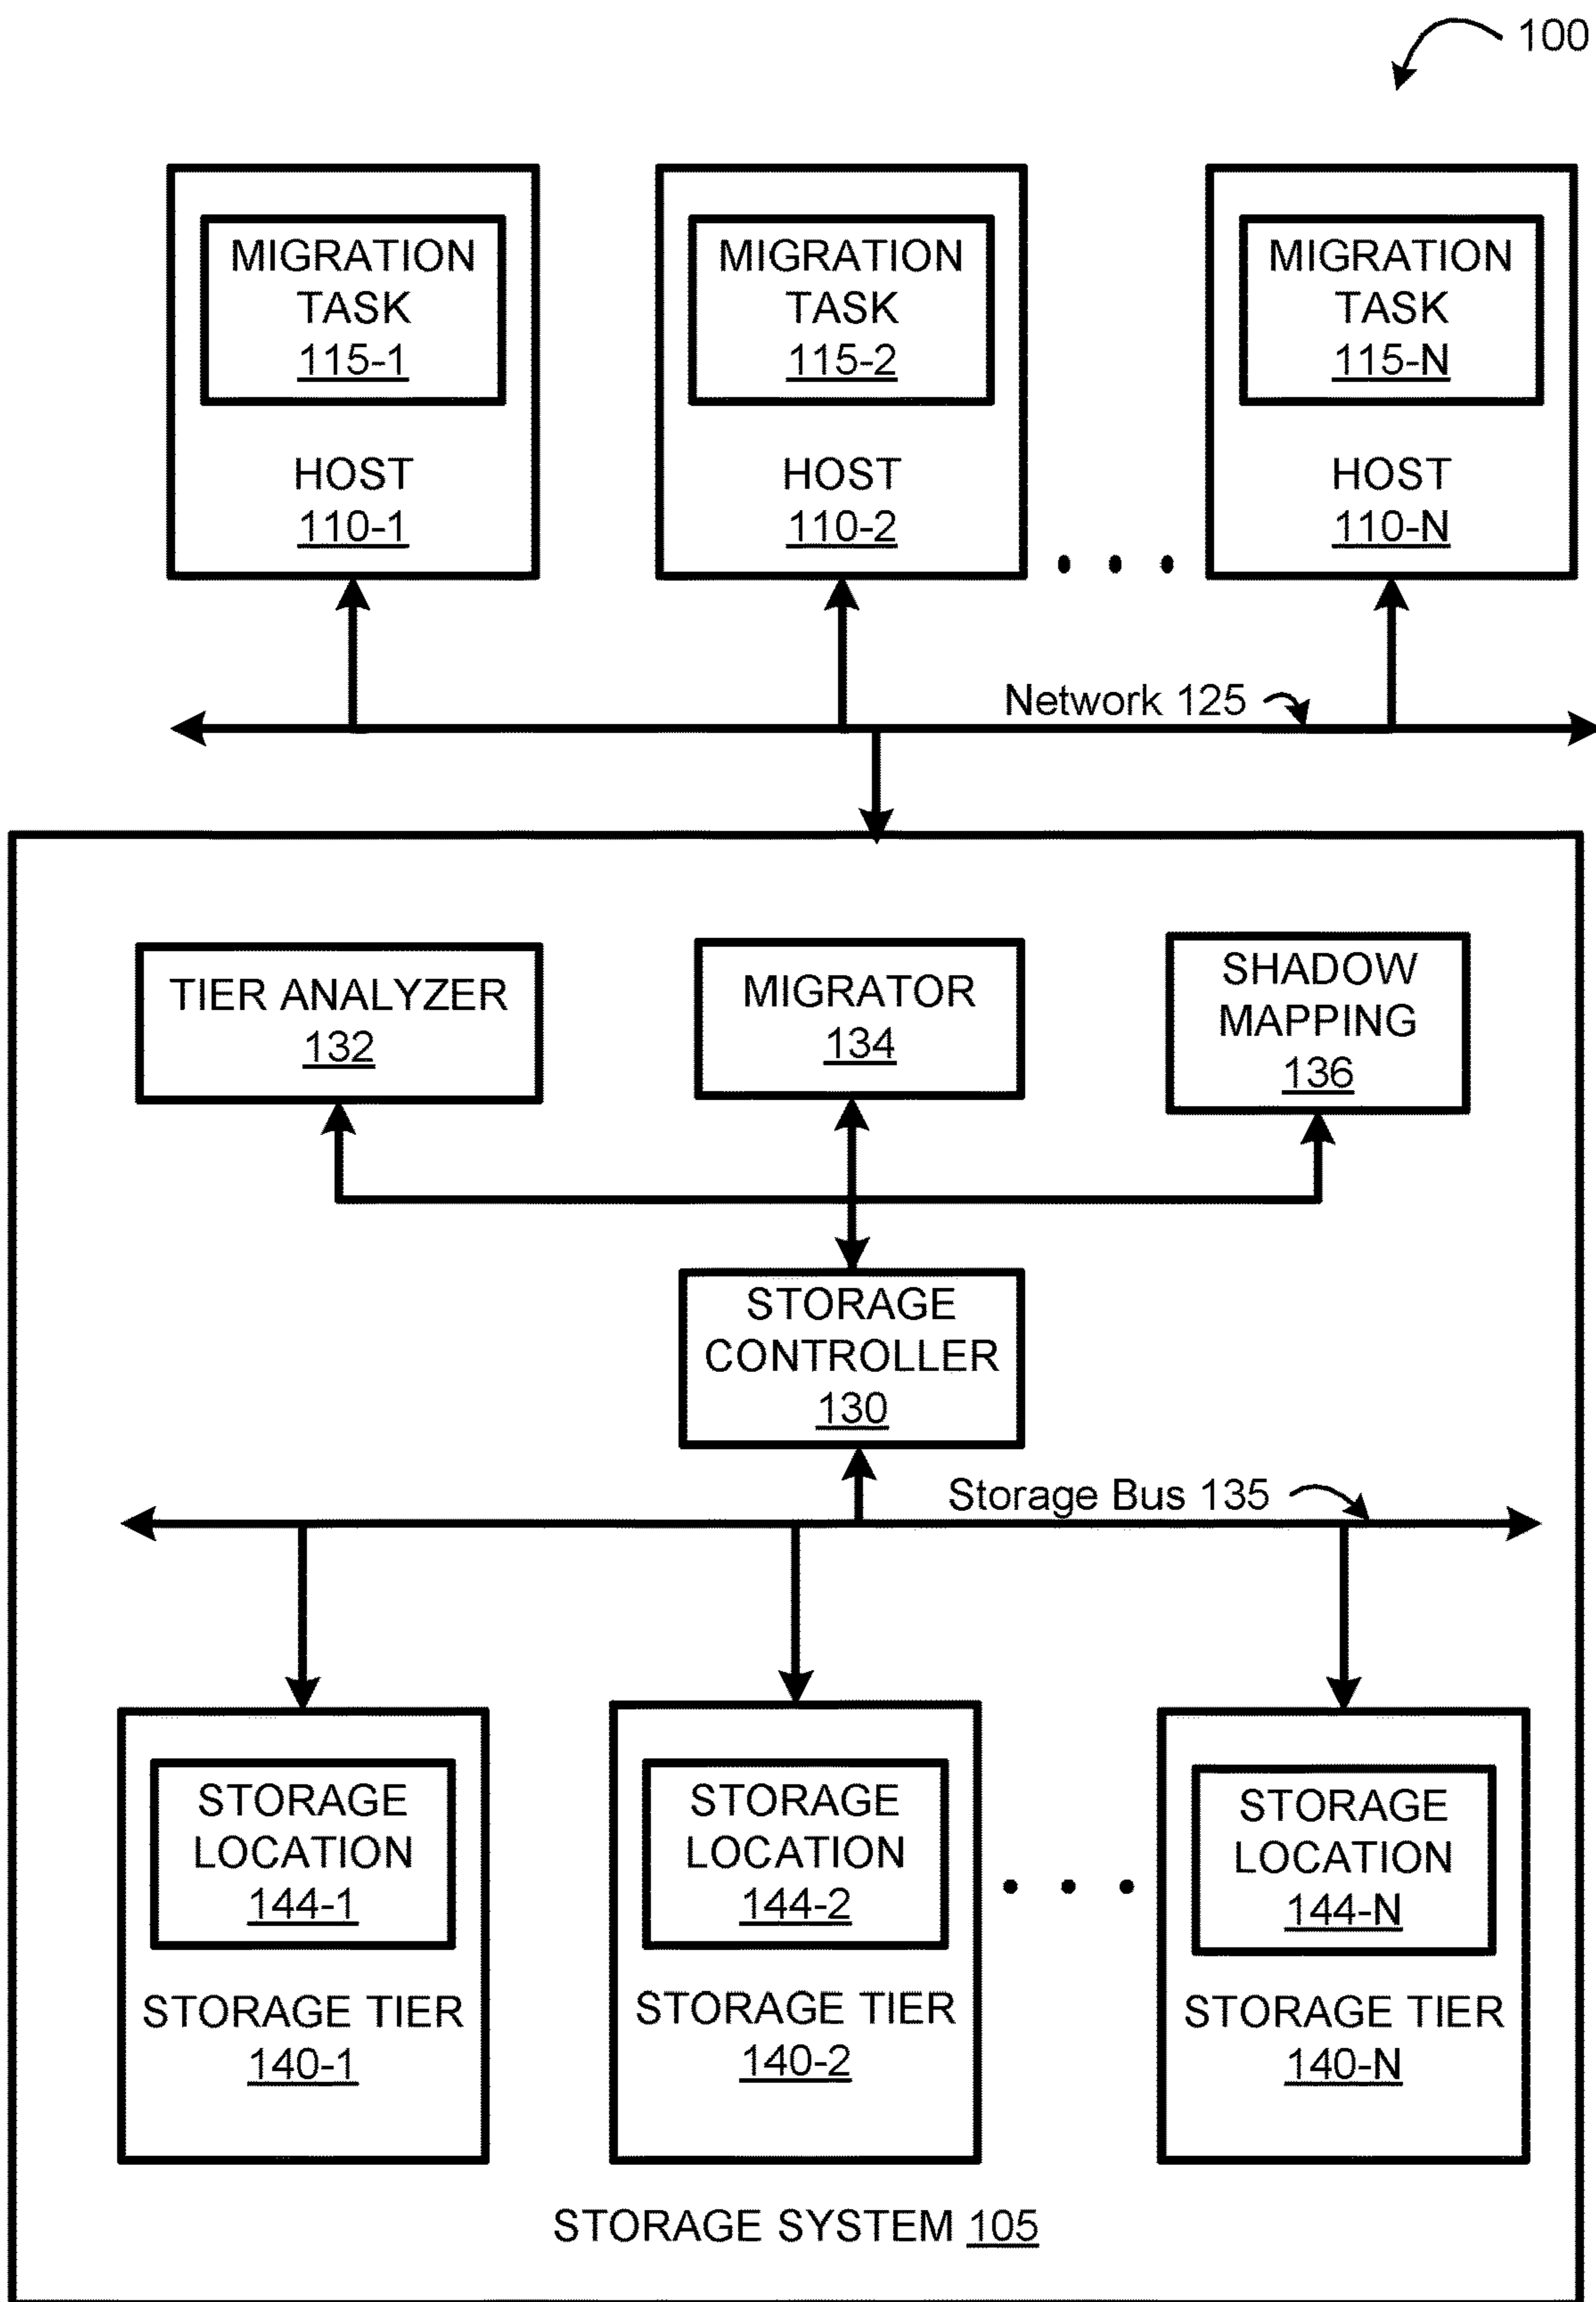 100
MIGRATION
TASK
115-1
HOST
110-1
MIGRATION
TASK
115-2
HOST
110-2
MIGRATION
TASK
115-N
HOST
110-N
Network 125
TIER ANALYZER
132
MIGRATOR
134
SHADOW
MAPPING
136
STORAGE
CONTROLLER
130
Storage Bus 135
STORAGE
LOCATION
144-1
STORAGE TIER
140-1
STORAGE
LOCATION
144-2
STORAGE TIER
140-2
STORAGE
LOCATION
144-N
STORAGE TIER
140-N
STORAGE SYSTEM 105